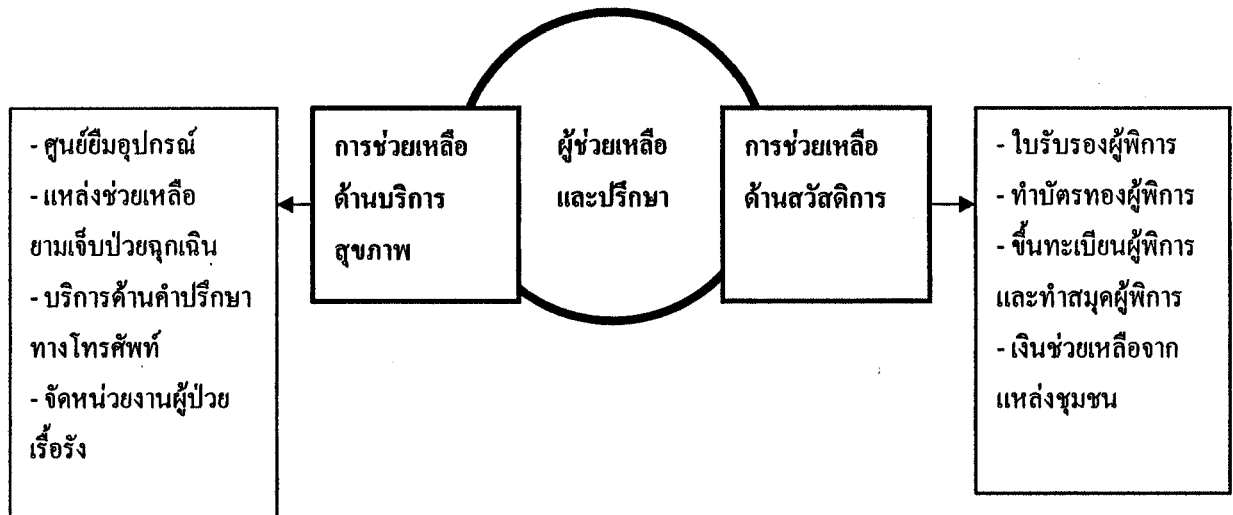 - ศูนย์ยืมอุปกรณ์
- แหล่งช่วยเหลือ
ยามเจ็บป่วยฉุกเฉิน
- บริการด้านคำปรึกษา
ทางโทรศัพท์
- จัดหน่วยงานผู้ป่วย
เรื้อรัง
การช่วยเหลือ
ด้านบริการ
สุขภาพ
ผู้ช่วยเหลือ
และปรึกษา
การช่วยเหลือ
ด้านสวัสดิการ
- ใบรับรองผู้พิการ
- ทำบัตรทองผู้พิการ
- ขึ้นทะเบียนผู้พิการ
และทำสมุดผู้พิการ
- เงินช่วยเหลือจาก
แหล่งชุมชน